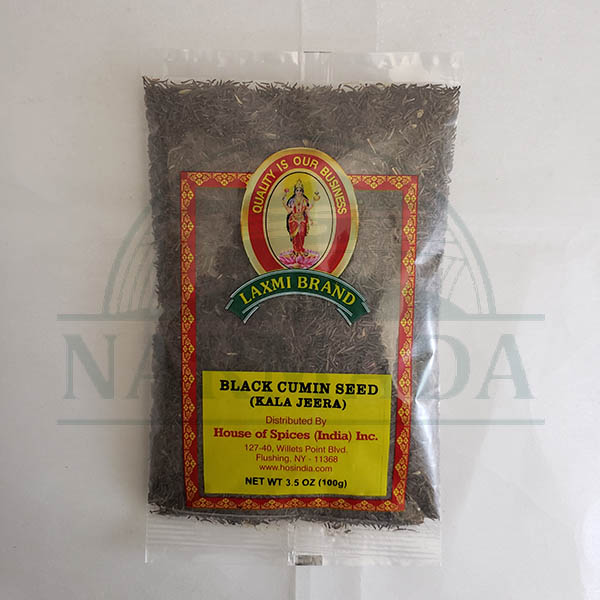 QUALITY IS OUR BUSINESS
LAXMI BRAND
BLACK CUMIN SEED
(KALA JEERA)
Distributed By
House of Spices (India) Inc.
127-40, Willets Point Blvd.
Flushing, NY - 11368
www.hosindia.com
NET WT 3.5 OZ (100g)